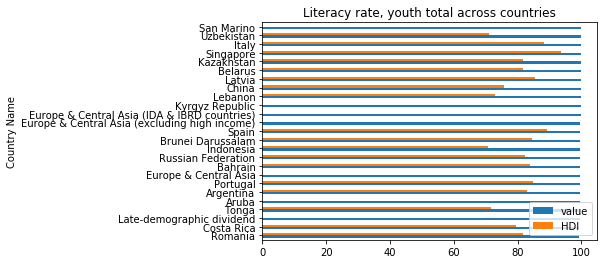 Literacy rate, youth total across countries
San Marino
Uzbekistan
Italy
Singapore
Kazakhstan
Belarus
Latvia
China
Lebanon
Kyrgyz Republic
Europe & Central Asia (IDA & IBRD countries)
Europe & Central Asia (excluding high income)
Spain
Brunei Darussalam
Indonesia
Russian Federation
Bahrain
Europe & Central Asia
Portugal
Argentina
Aruba
Tonga
Late-demographic dividend
Costa Rica
Romania
Country Name
value
HDI
0 20 40 60 80 100